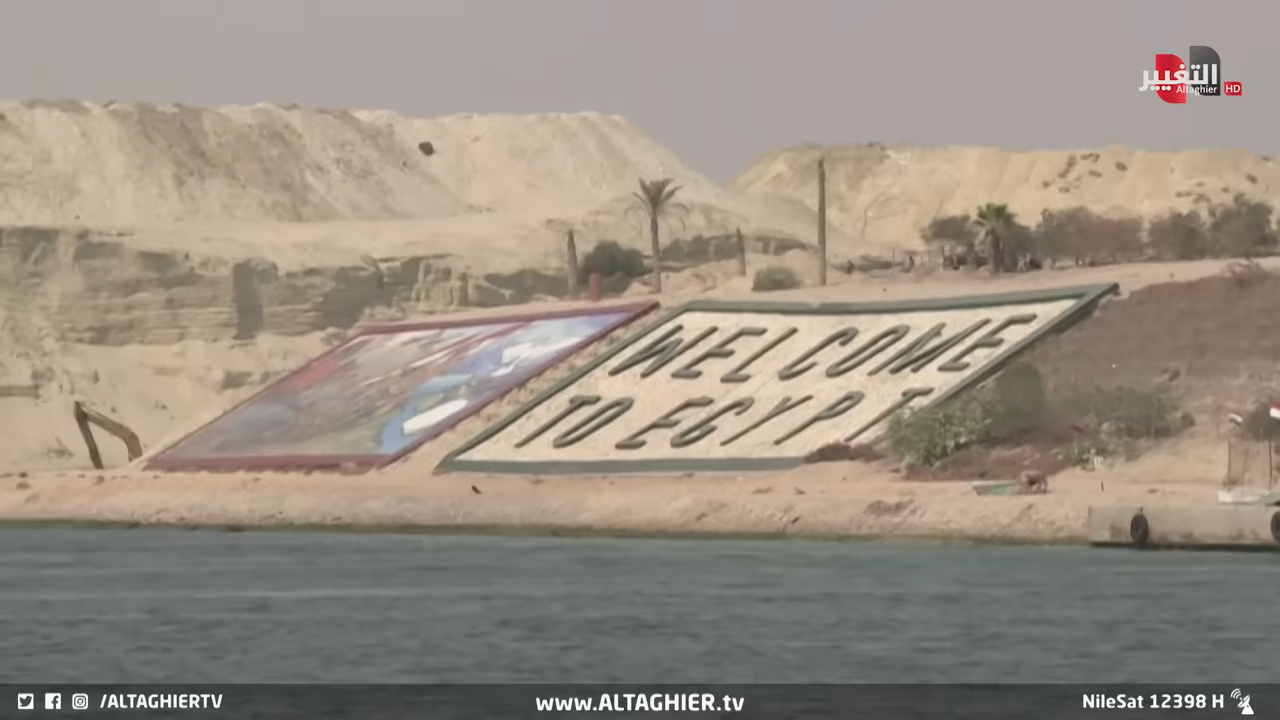 التغيير
Altaghier HD
WELCOME
TO EGYPT
/ALTAGHIERTV
www.ALTAGHIER.tv
NileSat 12398 H